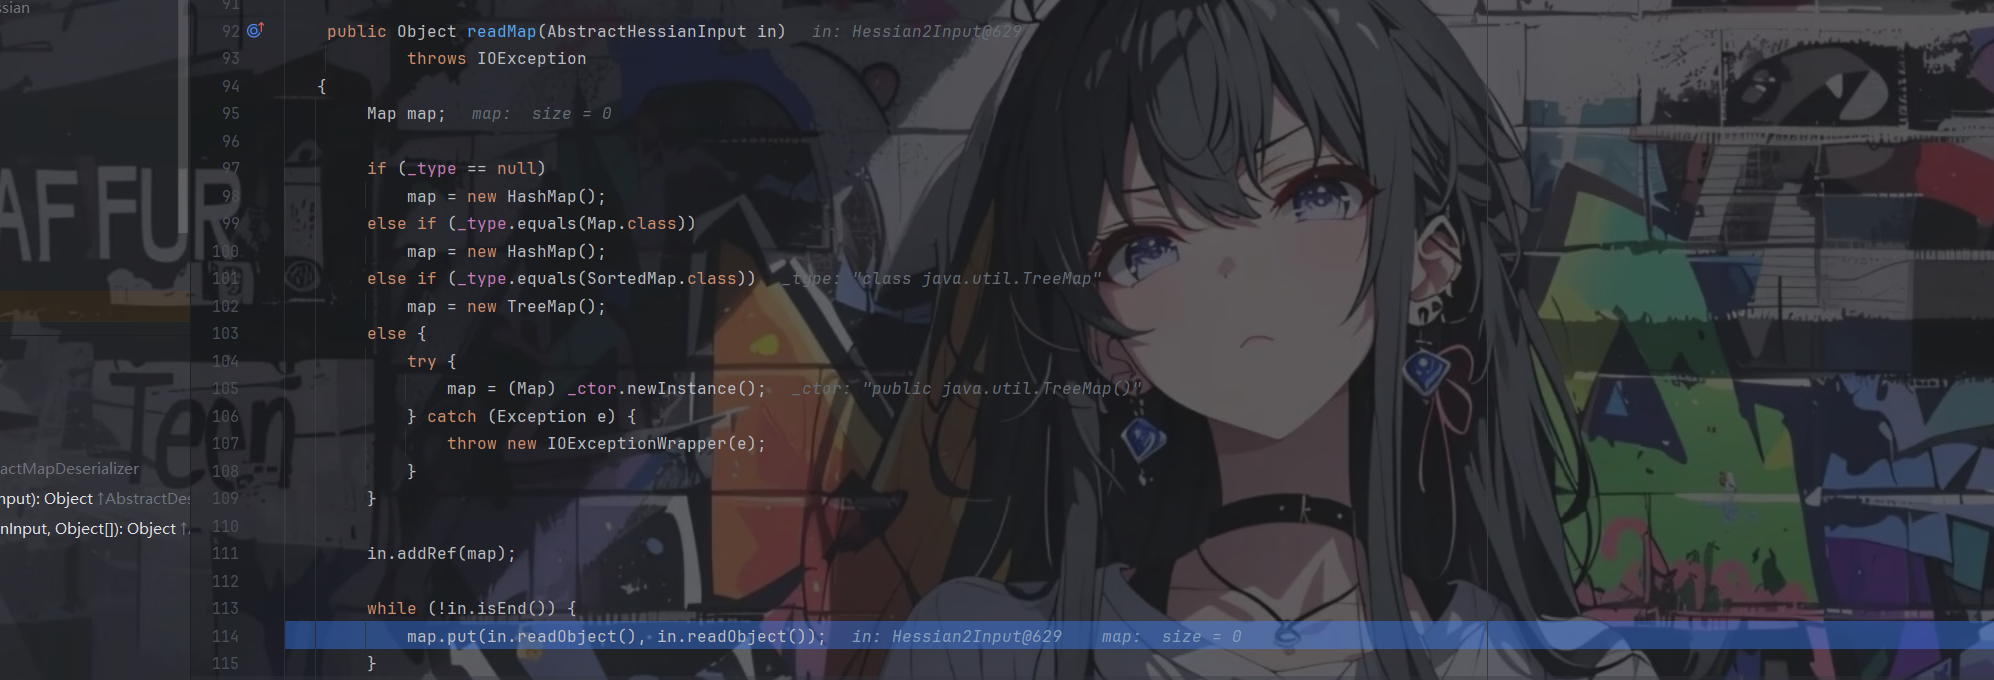 ssian
91
92 public Object readMap(AbstractHessianInput in) in: Hessian2Input@629
93 throws IOException
94 {
95 Map map; map: size = 0
96
97 if (_type == null)
98 map = new HashMap();
99 else if (_type.equals(Map.class))
100 map = new HashMap();
101 else if (_type.equals(SortedMap.class)) _type: "class java.util.TreeMap"
102 map = new TreeMap();
103 else {
104 try {
105 map = (Map) _ctor.newInstance(); _ctor: "public java.util.TreeMap()"
106 } catch (Exception e) {
107 throw new IOExceptionWrapper(e);
108 }
109 }
110
111 in.addRef(map);
112
113 while (!in.isEnd()) {
114 map.put(in.readObject(), in.readObject()); in: Hessian2Input@629 map: size = 0
115 }
AF FUR
Teen
actMapDeserializer
nput): Object ↑AbstractDes
nInput, Object[]): Object ↑